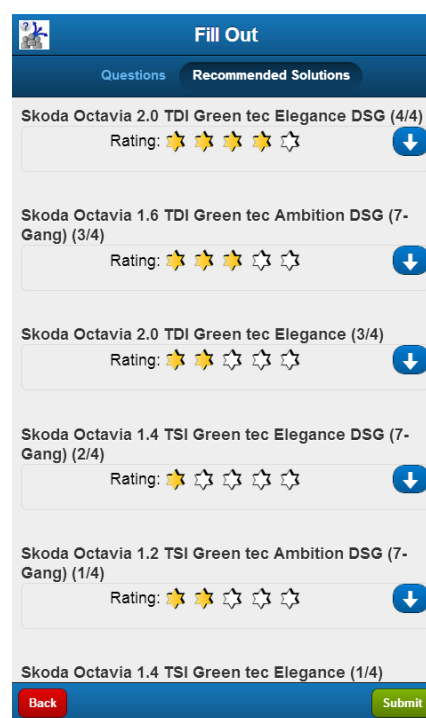 Fill Out
Questions Recommended Solutions
Skoda Octavia 2.0 TDI Green tec Elegance DSG (4/4)
Rating:
Skoda Octavia 1.6 TDI Green tec Ambition DSG (7-
Gang) (3/4)
Rating:
Skoda Octavia 2.0 TDI Green tec Elegance (3/4)
Rating:
Skoda Octavia 1.4 TSI Green tec Elegance DSG (7-
Gang) (2/4)
Rating:
Skoda Octavia 1.2 TSI Green tec Ambition DSG (7-
Gang) (1/4)
Rating:
Skoda Octavia 1.4 TSI Green tec Elegance (1/4)
Back Submit